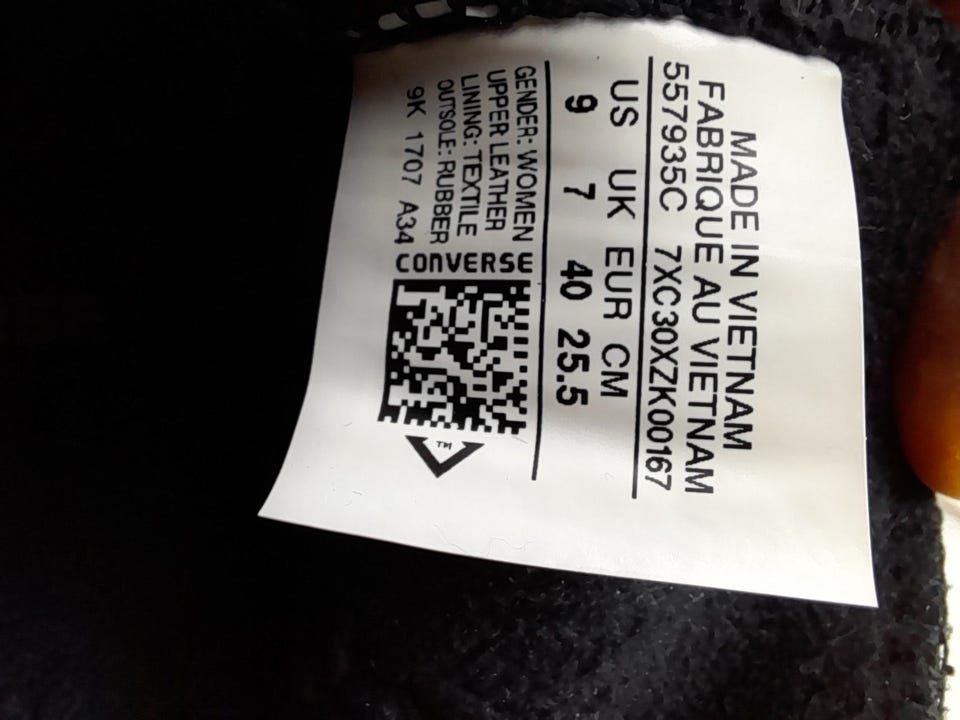 MADE IN VIETNAM
FABRIQUE AU VIETNAM
557935C 7XC30XZK00167
US UK EUR CM
9 7 40 25.5
GENDER: WOMEN
UPPER LEATHER
LINING: TEXTILE
OUTSOLE: RUBBER
9K 1707 A34
CONVERSE
TM